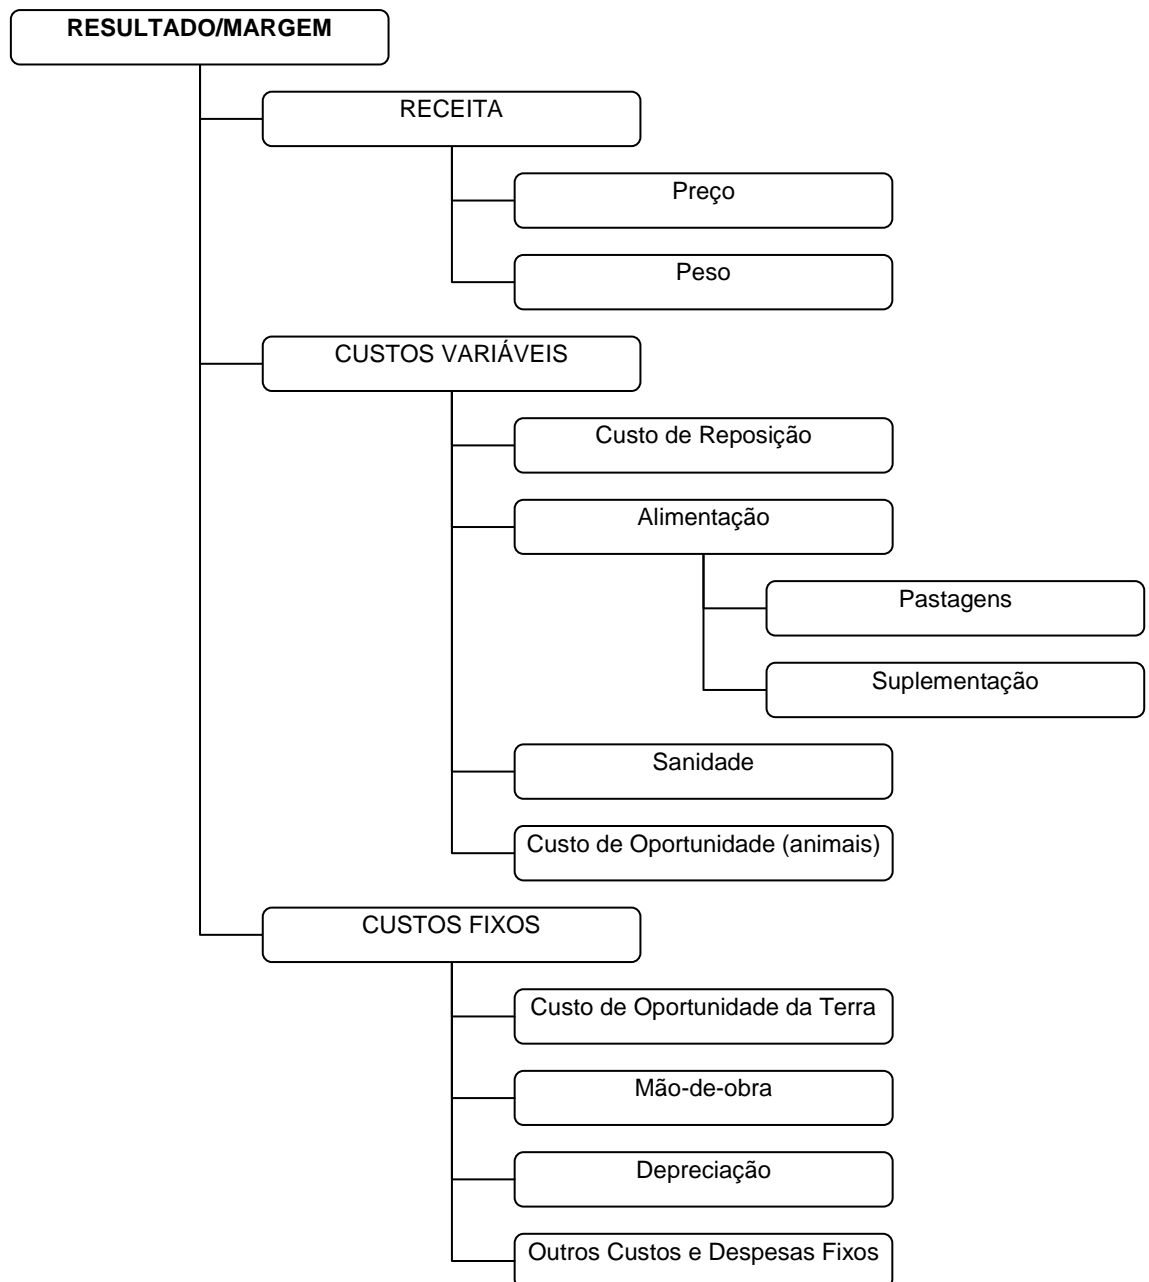 RESULTADO/MARGEM
RECEITA
Preço
Peso
CUSTOS VARIÁVEIS
Custo de Reposição
Alimentação
Pastagens
Suplementação
Sanidade
Custo de Oportunidade (animais)
CUSTOS FIXOS
Custo de Oportunidade da Terra
Mão-de-obra
Depreciação
Outros Custos e Despesas Fixos